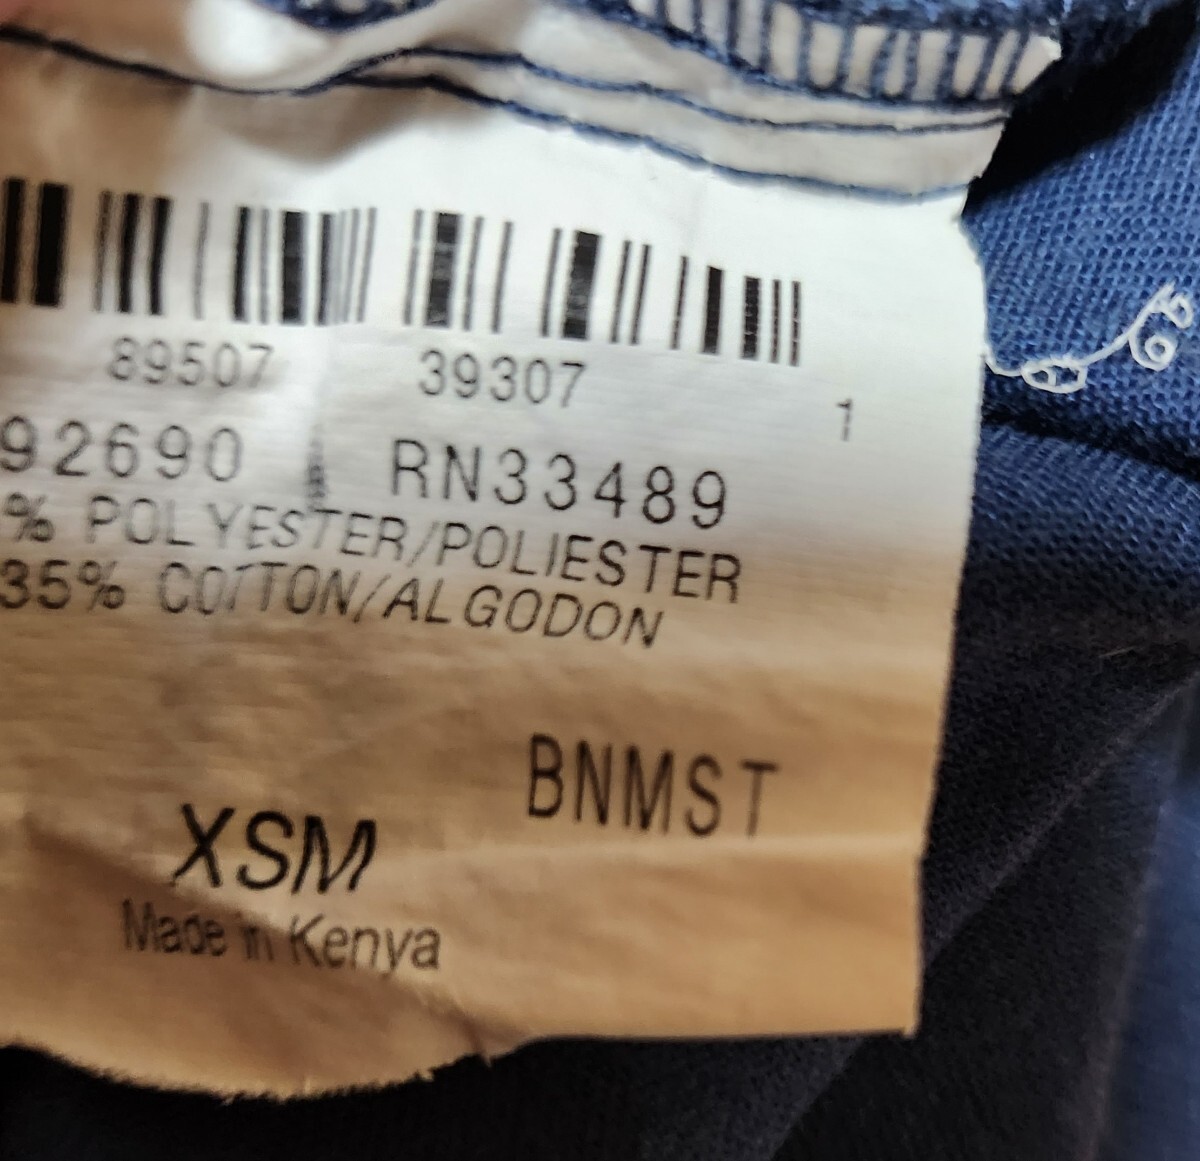 89507 39307 1
92690 RN33489
% POLYESTER/POLIESTER
35% COTTON/ALGODON
BNMST
XSM
Made in Kenya